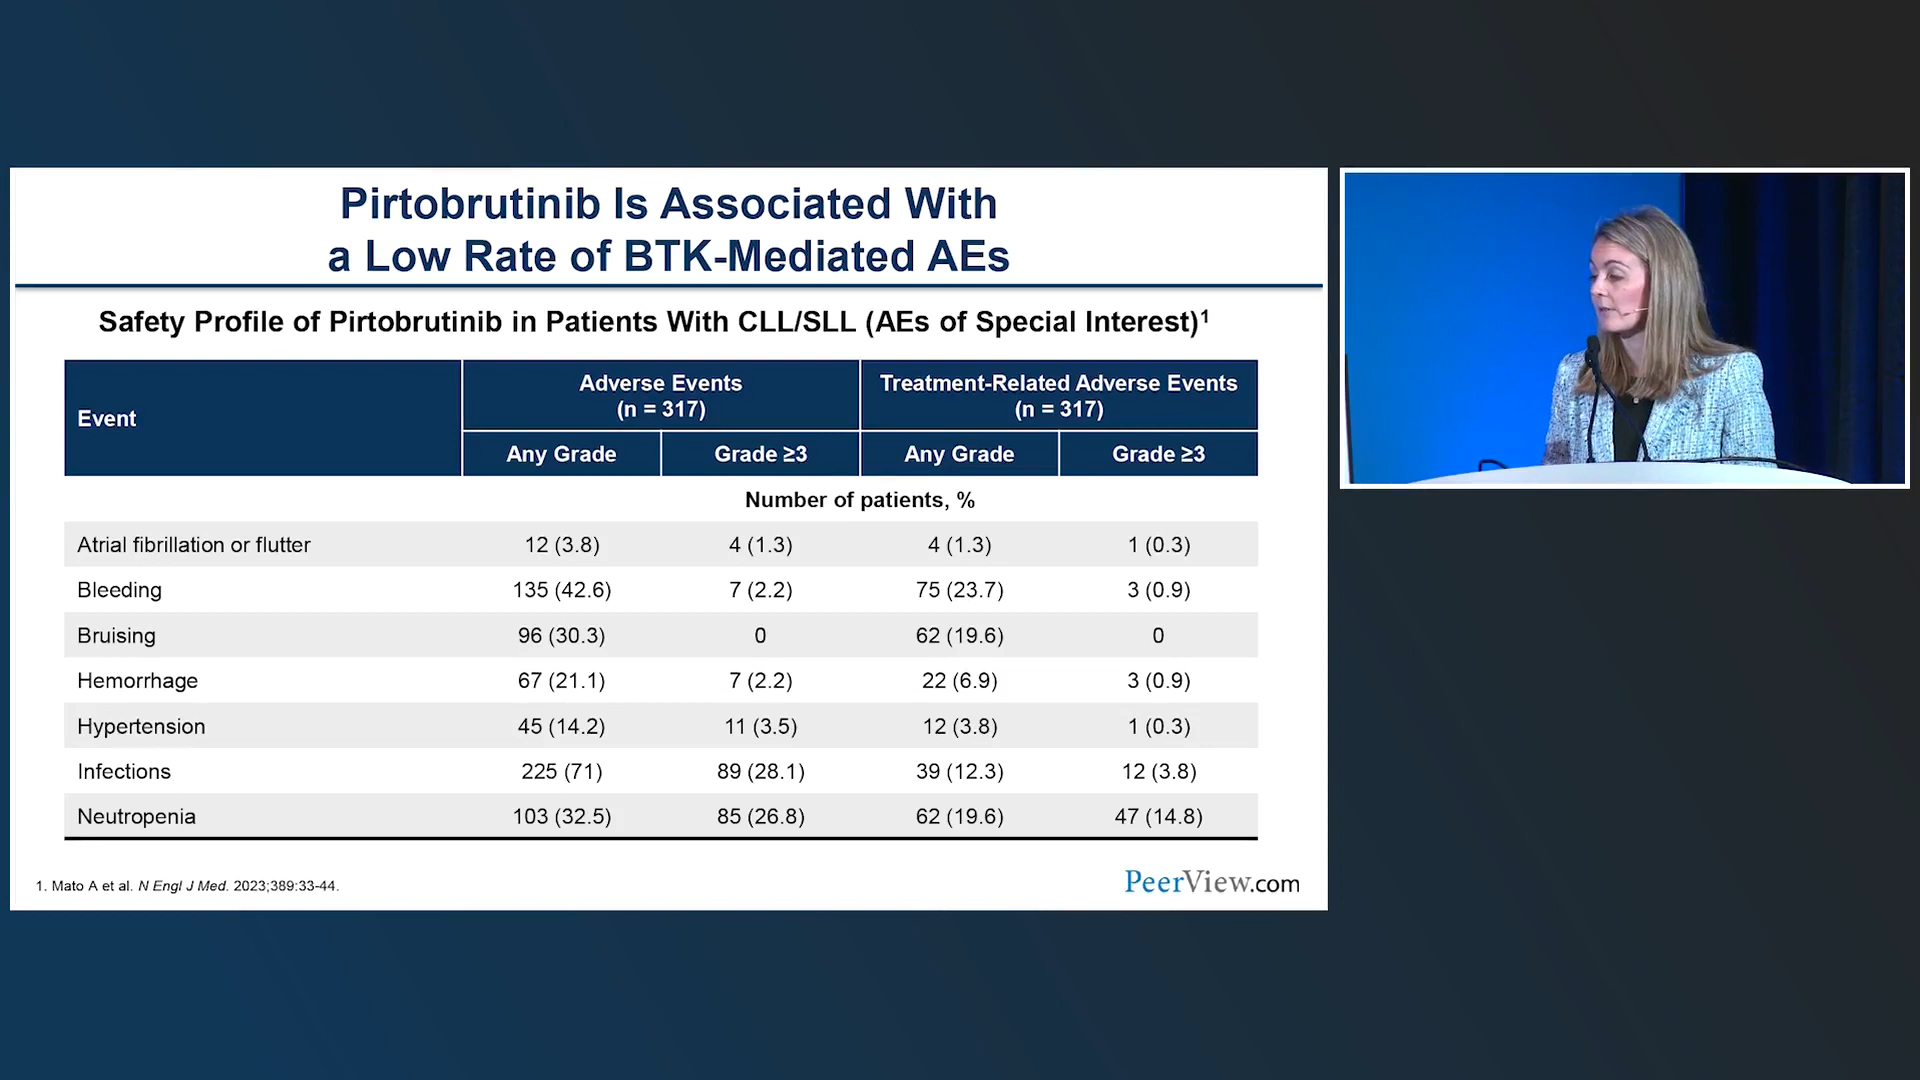 Pirtobrutinib Is Associated With
a Low Rate of BTK-Mediated AEs
Safety Profile of Pirtobrutinib in Patients With CLL/SLL (AEs of Special Interest)¹
Event
Adverse Events
(n = 317)
Treatment-Related Adverse Events
(n = 317)
Any Grade Grade ≥3 Any Grade Grade ≥3
Number of patients, %
Atrial fibrillation or flutter 12 (3.8) 4 (1.3) 4 (1.3) 1 (0.3)
Bleeding 135 (42.6) 7 (2.2) 75 (23.7) 3 (0.9)
Bruising 96 (30.3) 0 62 (19.6) 0
Hemorrhage 67 (21.1) 7 (2.2) 22 (6.9) 3 (0.9)
Hypertension 45 (14.2) 11 (3.5) 12 (3.8) 1 (0.3)
Infections 225 (71) 89 (28.1) 39 (12.3) 12 (3.8)
Neutropenia 103 (32.5) 85 (26.8) 62 (19.6) 47 (14.8)
1. Mato A et al. N Engl J Med. 2023;389:33-44.
PeerView.com